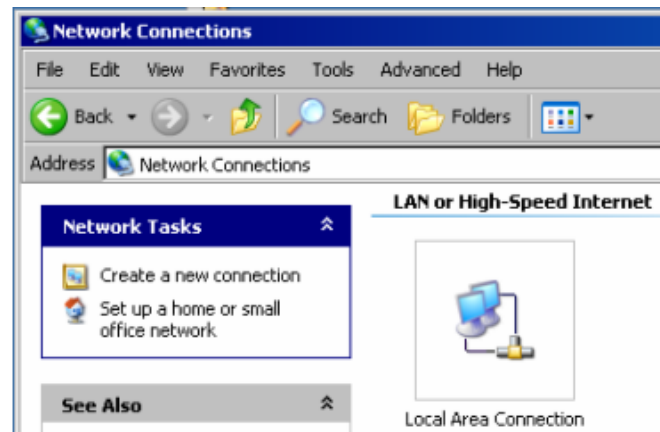 Network Connections
File Edit View Favorites Tools Advanced Help
Back Search Folders
Address Network Connections
Network Tasks
Create a new connection
Set up a home or small
office network
See Also
LAN or High-Speed Internet
Local Area Connection